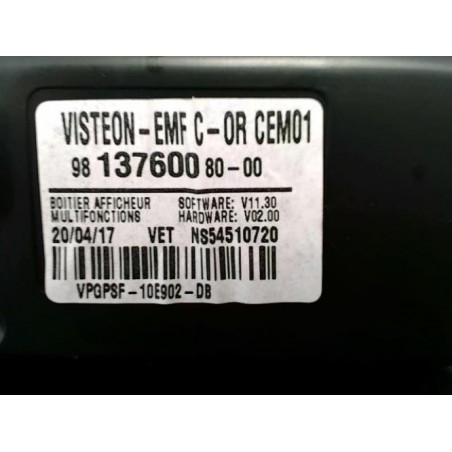 VISTEON-EMF C-OR CEM01
98 137600 80-00
BOITIER AFFICHEUR SOFTWARE: V11.30
MULTIFONCTIONS HARDWARE: V02.00
20/04/17 VET NS54510720
VPGPSF-10E902-DB